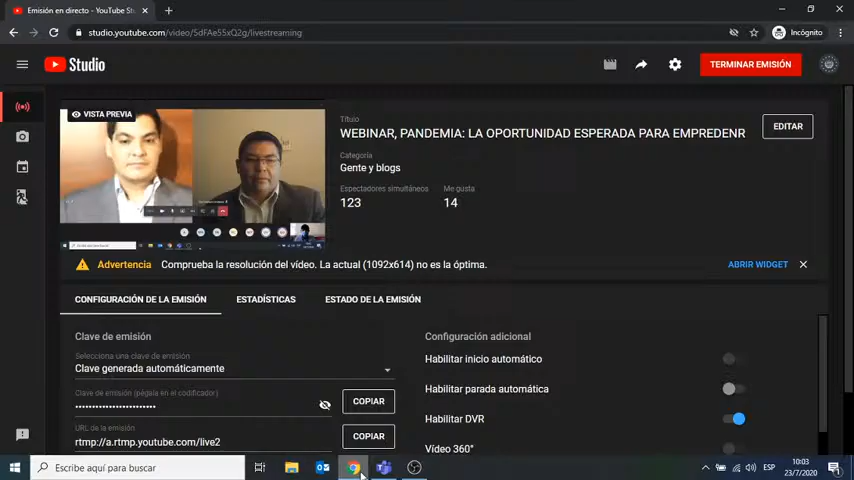 Emisión en directo - YouTube St
studio.youtube.com/video/5dFAe55xQ2g/livestreaming
Incógnito
Studio
TERMINAR EMISIÓN
VISTA PREVIA
Título
WEBINAR, PANDEMIA: LA OPORTUNIDAD ESPERADA PARA EMPREDENR
EDITAR
Categoría
Gente y blogs
Espectadores simultáneos
Me gusta
123
14
Advertencia
Comprueba la resolución del vídeo. La actual (1092x614) no es la óptima.
ABRIR WIDGET
CONFIGURACIÓN DE LA EMISIÓN
ESTADÍSTICAS
ESTADO DE LA EMISIÓN
Clave de emisión
Configuración adicional
Selecciona una clave de emisión
Clave generada automáticamente
Habilitar inicio automático
Clave de emisión (pégala en el codificador)
COPIAR
Habilitar parada automática
URL de la emisión
rtmp://a.rtmp.youtube.com/live2
COPIAR
Habilitar DVR
Vídeo 360°
Escribe aquí para buscar
ESP
10:03
23/7/2020